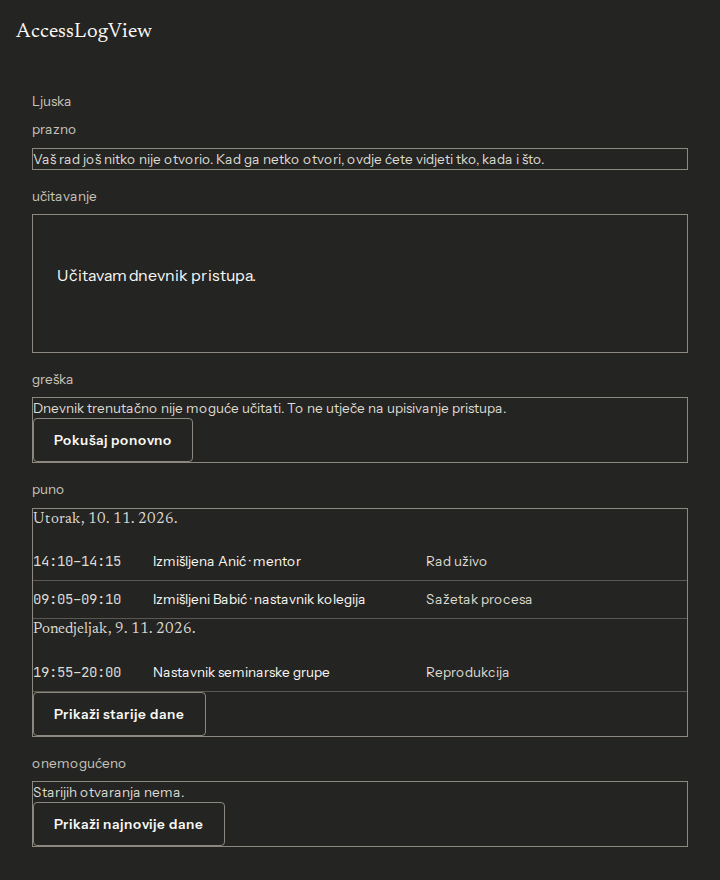 AccessLogView
Ljuska
prazno
Vaš rad još nitko nije otvorio. Kad ga netko otvori, ovdje ćete vidjeti tko, kada i što.
učitavanje
Učitavam dnevnik pristupa.
greška
Dnevnik trenutačno nije moguće učitati. To ne utječe na upisivanje pristupa.
Pokušaj ponovno
puno
Utorak, 10. 11. 2026.
14:10–14:15 Izmišljena Anić · mentor Rad uživo
09:05–09:10 Izmišljeni Babić · nastavnik kolegija Sažetak procesa
Ponedjeljak, 9. 11. 2026.
19:55–20:00 Nastavnik seminarske grupe Reprodukcija
Prikaži starije dane
onemogućeno
Starijih otvaranja nema.
Prikaži najnovije dane